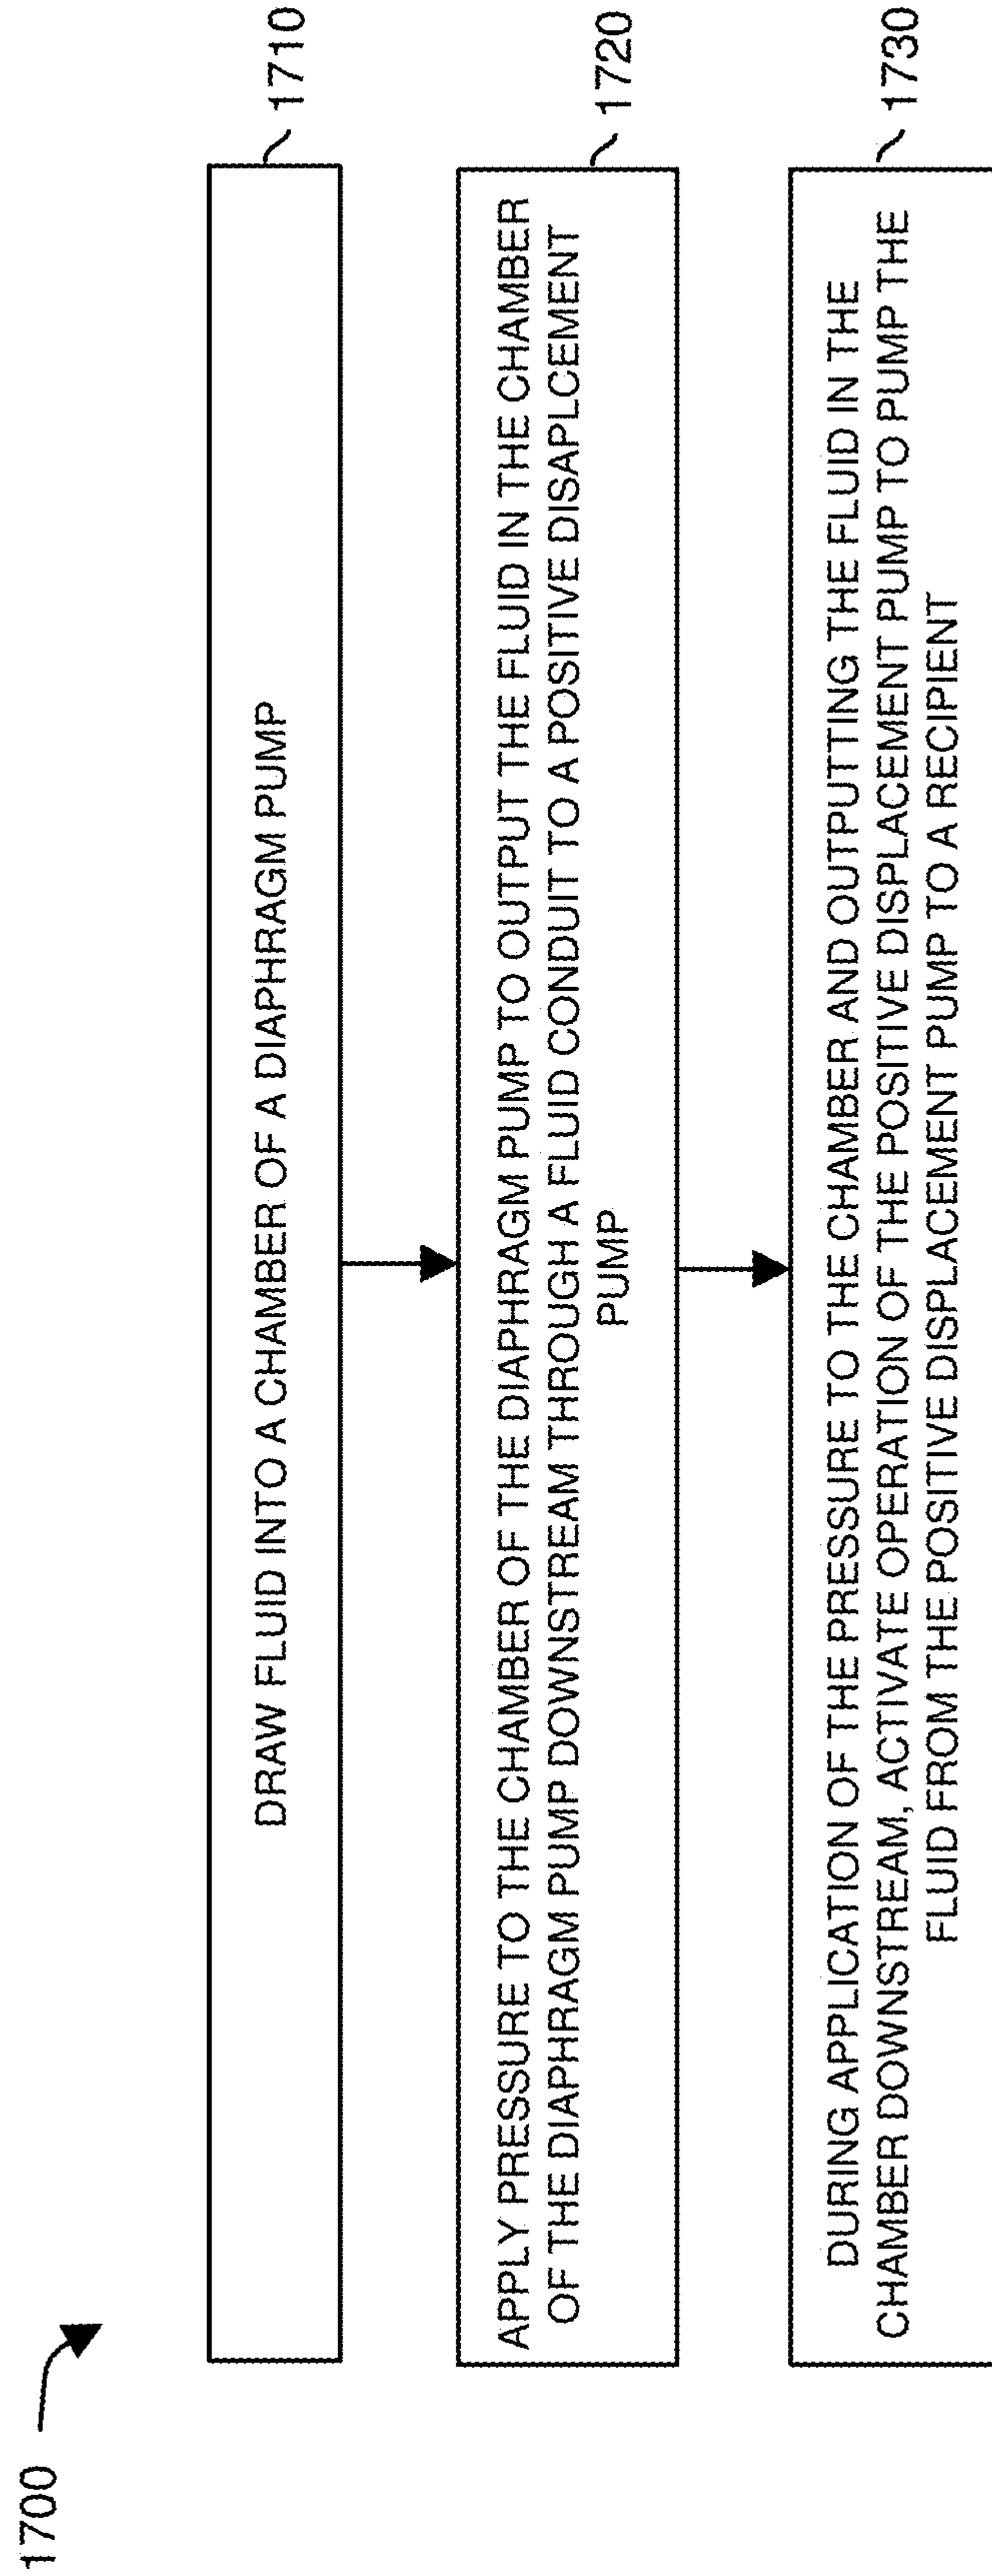 1700
DRAW FLUID INTO A CHAMBER OF A DIAPHRAGM PUMP
1710
APPLY PRESSURE TO THE CHAMBER OF THE DIAPHRAGM PUMP TO OUTPUT THE FLUID IN THE CHAMBER
OF THE DIAPHRAGM PUMP DOWNSTREAM THROUGH A FLUID CONDUIT TO A POSITIVE DISAPLCEMENT
PUMP
1720
DURING APPLICATION OF THE PRESSURE TO THE CHAMBER AND OUTPUTTING THE FLUID IN THE
CHAMBER DOWNSTREAM, ACTIVATE OPERATION OF THE POSITIVE DISPLACEMENT PUMP TO PUMP THE
FLUID FROM THE POSITIVE DISPLACEMENT PUMP TO A RECIPIENT
1730